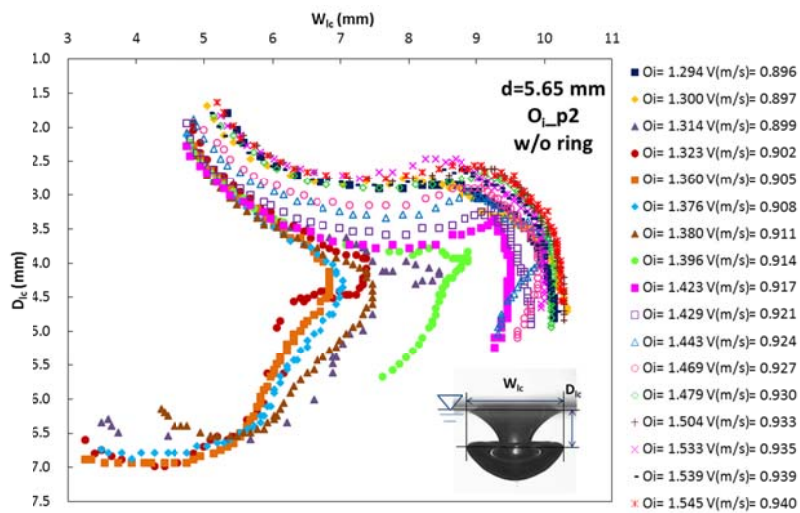 W_lc (mm)
3 4 5 6 7 8 9 10 11
D_lc (mm)
1.0
1.5
2.0
2.5
3.0
3.5
4.0
4.5
5.0
5.5
6.0
6.5
7.0
7.5
d=5.65 mm
O_i_p2
w/o ring
W_lc
D_lc
Oi= 1.294 V(m/s)= 0.896
Oi= 1.300 V(m/s)= 0.897
Oi= 1.314 V(m/s)= 0.899
Oi= 1.323 V(m/s)= 0.902
Oi= 1.360 V(m/s)= 0.905
Oi= 1.376 V(m/s)= 0.908
Oi= 1.380 V(m/s)= 0.911
Oi= 1.396 V(m/s)= 0.914
Oi= 1.423 V(m/s)= 0.917
Oi= 1.429 V(m/s)= 0.921
Oi= 1.443 V(m/s)= 0.924
Oi= 1.469 V(m/s)= 0.927
Oi= 1.479 V(m/s)= 0.930
Oi= 1.504 V(m/s)= 0.933
Oi= 1.533 V(m/s)= 0.935
Oi= 1.539 V(m/s)= 0.939
Oi= 1.545 V(m/s)= 0.940